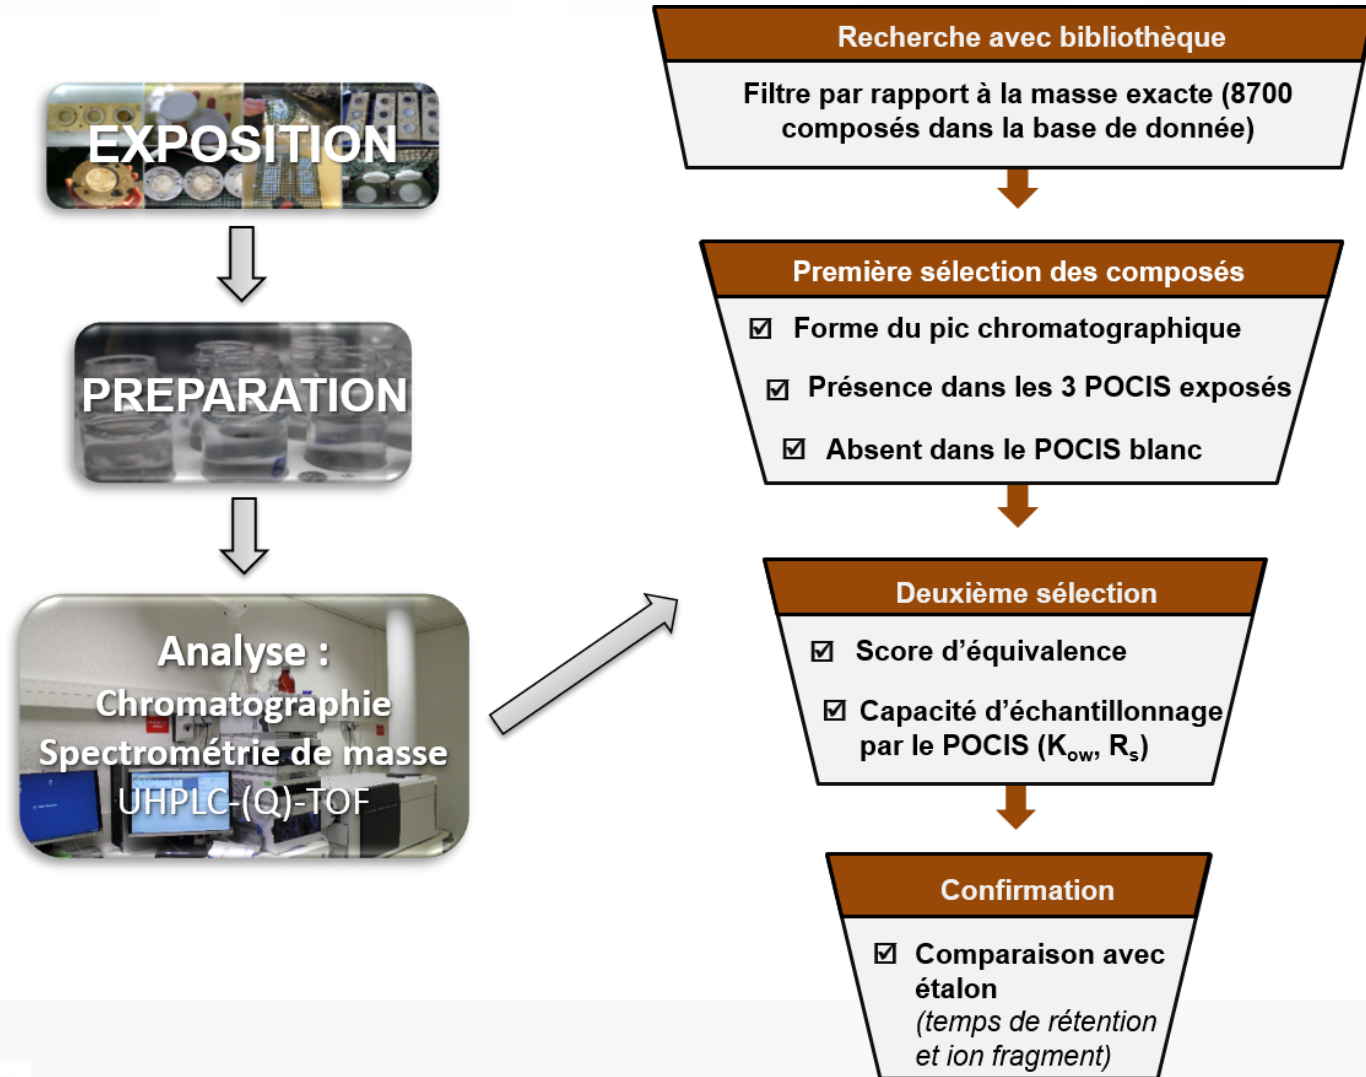 EXPOSITION
PREPARATION
Analyse :
Chromatographie
Spectrométrie de masse
UHPLC-(Q)-TOF
Recherche avec bibliothèque
Filtre par rapport à la masse exacte (8700
composés dans la base de donnée)
Première sélection des composés
☑ Forme du pic chromatographique
☑ Présence dans les 3 POCIS exposés
☑ Absent dans le POCIS blanc
Deuxième sélection
☑ Score d'équivalence
☑ Capacité d'échantillonnage
par le POCIS (Kow, Rs)
Confirmation
☑ Comparaison avec
étalon
(temps de rétention
et ion fragment)